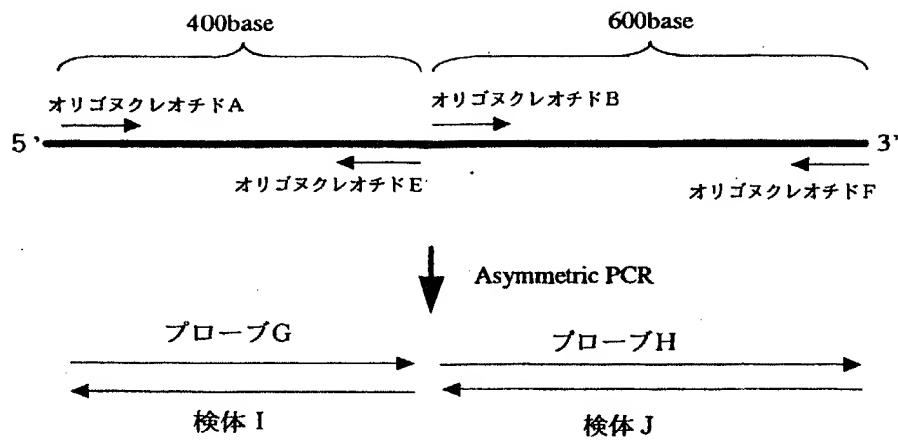 400base
600base
オリゴヌクレオチドA
オリゴヌクレオチドB
5'
3'
オリゴヌクレオチドE
オリゴヌクレオチドF
Asymmetric PCR
プローブG
プローブH
検体 I
検体 J